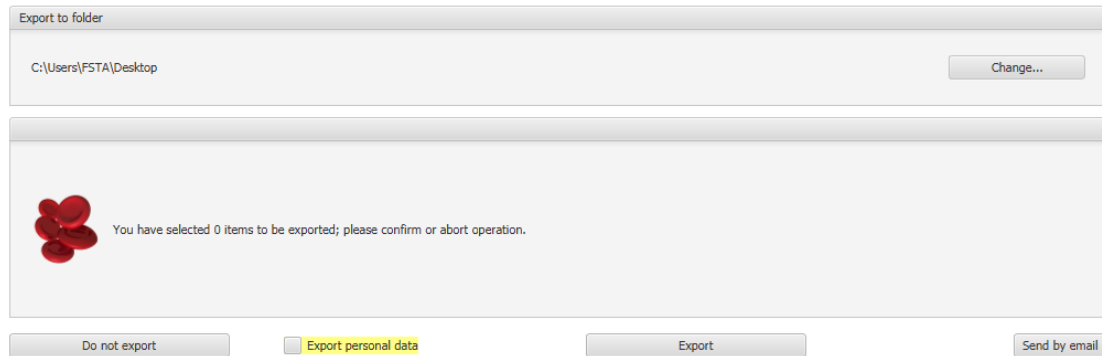 Export to folder
C:\Users\FSTA\Desktop
Change...
You have selected 0 items to be exported; please confirm or abort operation.
Do not export
Export personal data
Export
Send by email